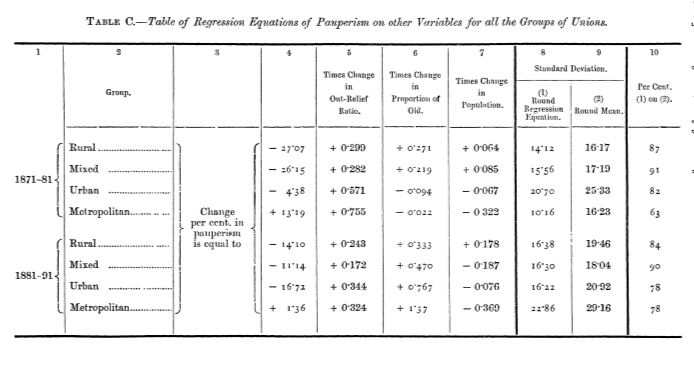 TABLE C.—Table of Regression Equations of Pauperism on other Variables for all the Groups of Unions.
1 2 3 4 5 6 7 8 9 10
Group. Times Change in Out-Relief Ratio. Times Change in Proportion of Old. Times Change in Population. Standard Deviation. (1) Round Regression Equation. (2) Round Mean. Per Cent. (1) on (2).
1871-81 Change per cent. in pauperism is equal to
Rural − 27·07 + 0·299 + 0·271 + 0·064 14·12 16·17 87
Mixed − 26·15 + 0·282 + 0·219 + 0·085 15·56 17·19 91
Urban − 4·38 + 0·571 − 0·094 − 0·067 20·70 25·33 82
Metropolitan + 13·19 + 0·755 − 0·022 − 0 322 10·16 16·23 63
1881-91
Rural − 14·10 + 0·243 + 0·333 + 0·178 16·38 19·46 84
Mixed − 11·14 + 0·172 + 0·470 − 0·187 16·30 18·04 90
Urban − 16·72 + 0·344 + 0·767 − 0·076 16·22 20·92 78
Metropolitan + 1·36 + 0·324 + 1·37 − 0·369 22·86 29·16 78